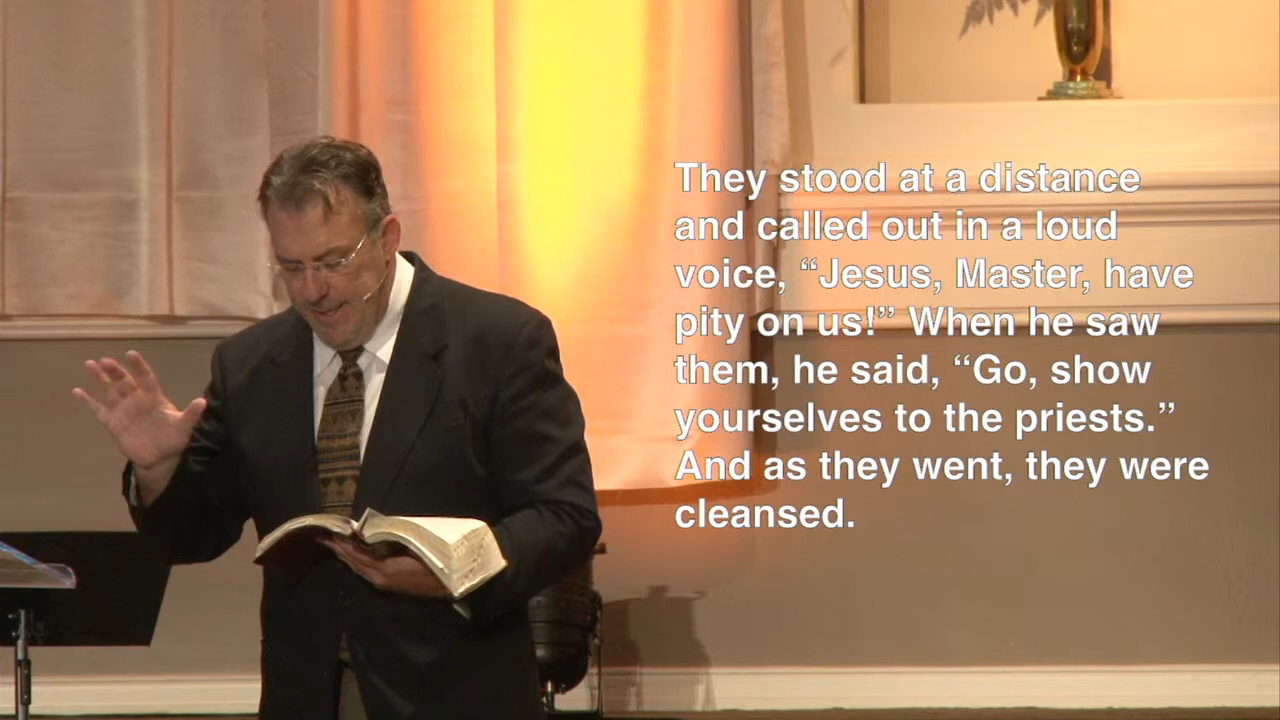 They stood at a distance
and called out in a loud
voice, “Jesus, Master, have
pity on us!” When he saw
them, he said, “Go, show
yourselves to the priests.”
And as they went, they were
cleansed.